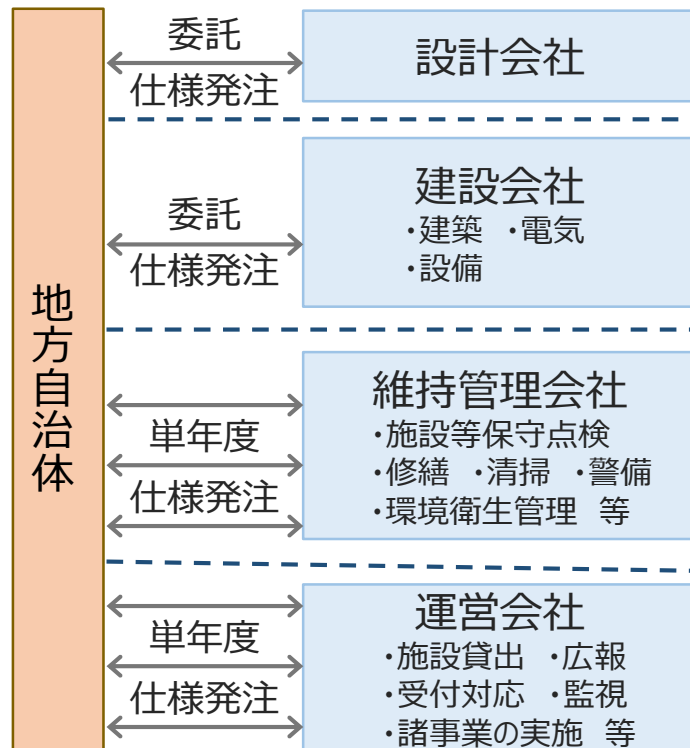 地方自治体
委託
仕様発注
設計会社
委託
仕様発注
建設会社
・建築 ・電気
・設備
単年度
仕様発注
維持管理会社
・施設等保守点検
・修繕 ・清掃 ・警備
・環境衛生管理 等
単年度
仕様発注
運営会社
・施設貸出 ・広報
・受付対応 ・監視
・諸事業の実施 等